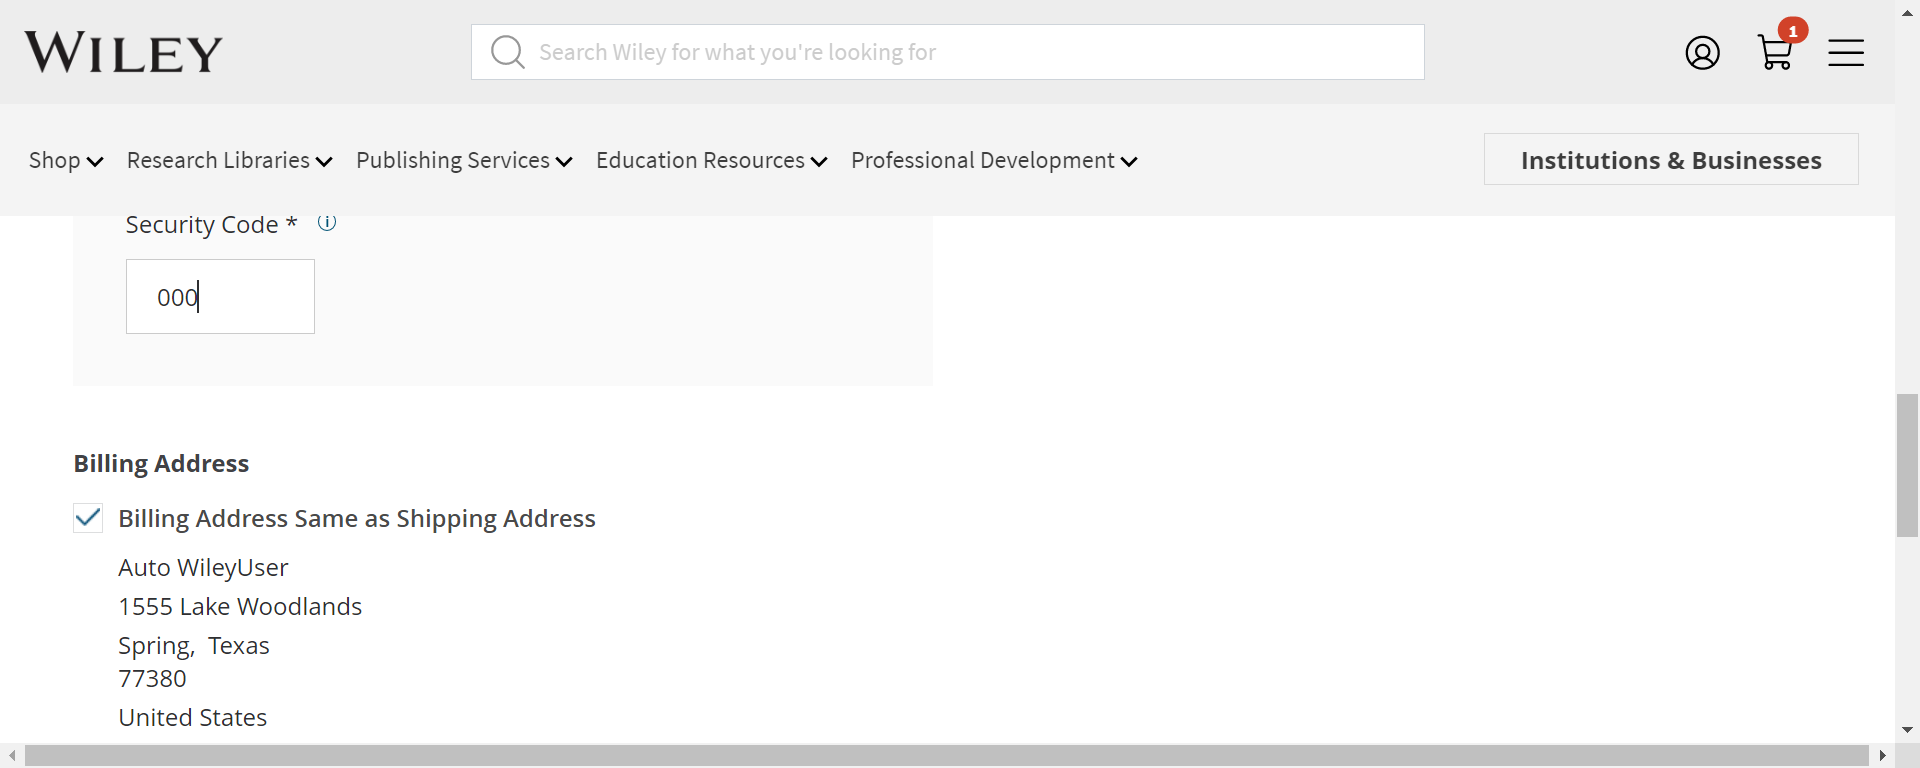 WILEY
Search Wiley for what you're looking for
1
Shop Research Libraries Publishing Services Education Resources Professional Development Institutions & Businesses
Security Code *
000
Billing Address
Billing Address Same as Shipping Address
Auto WileyUser
1555 Lake Woodlands
Spring, Texas
77380
United States